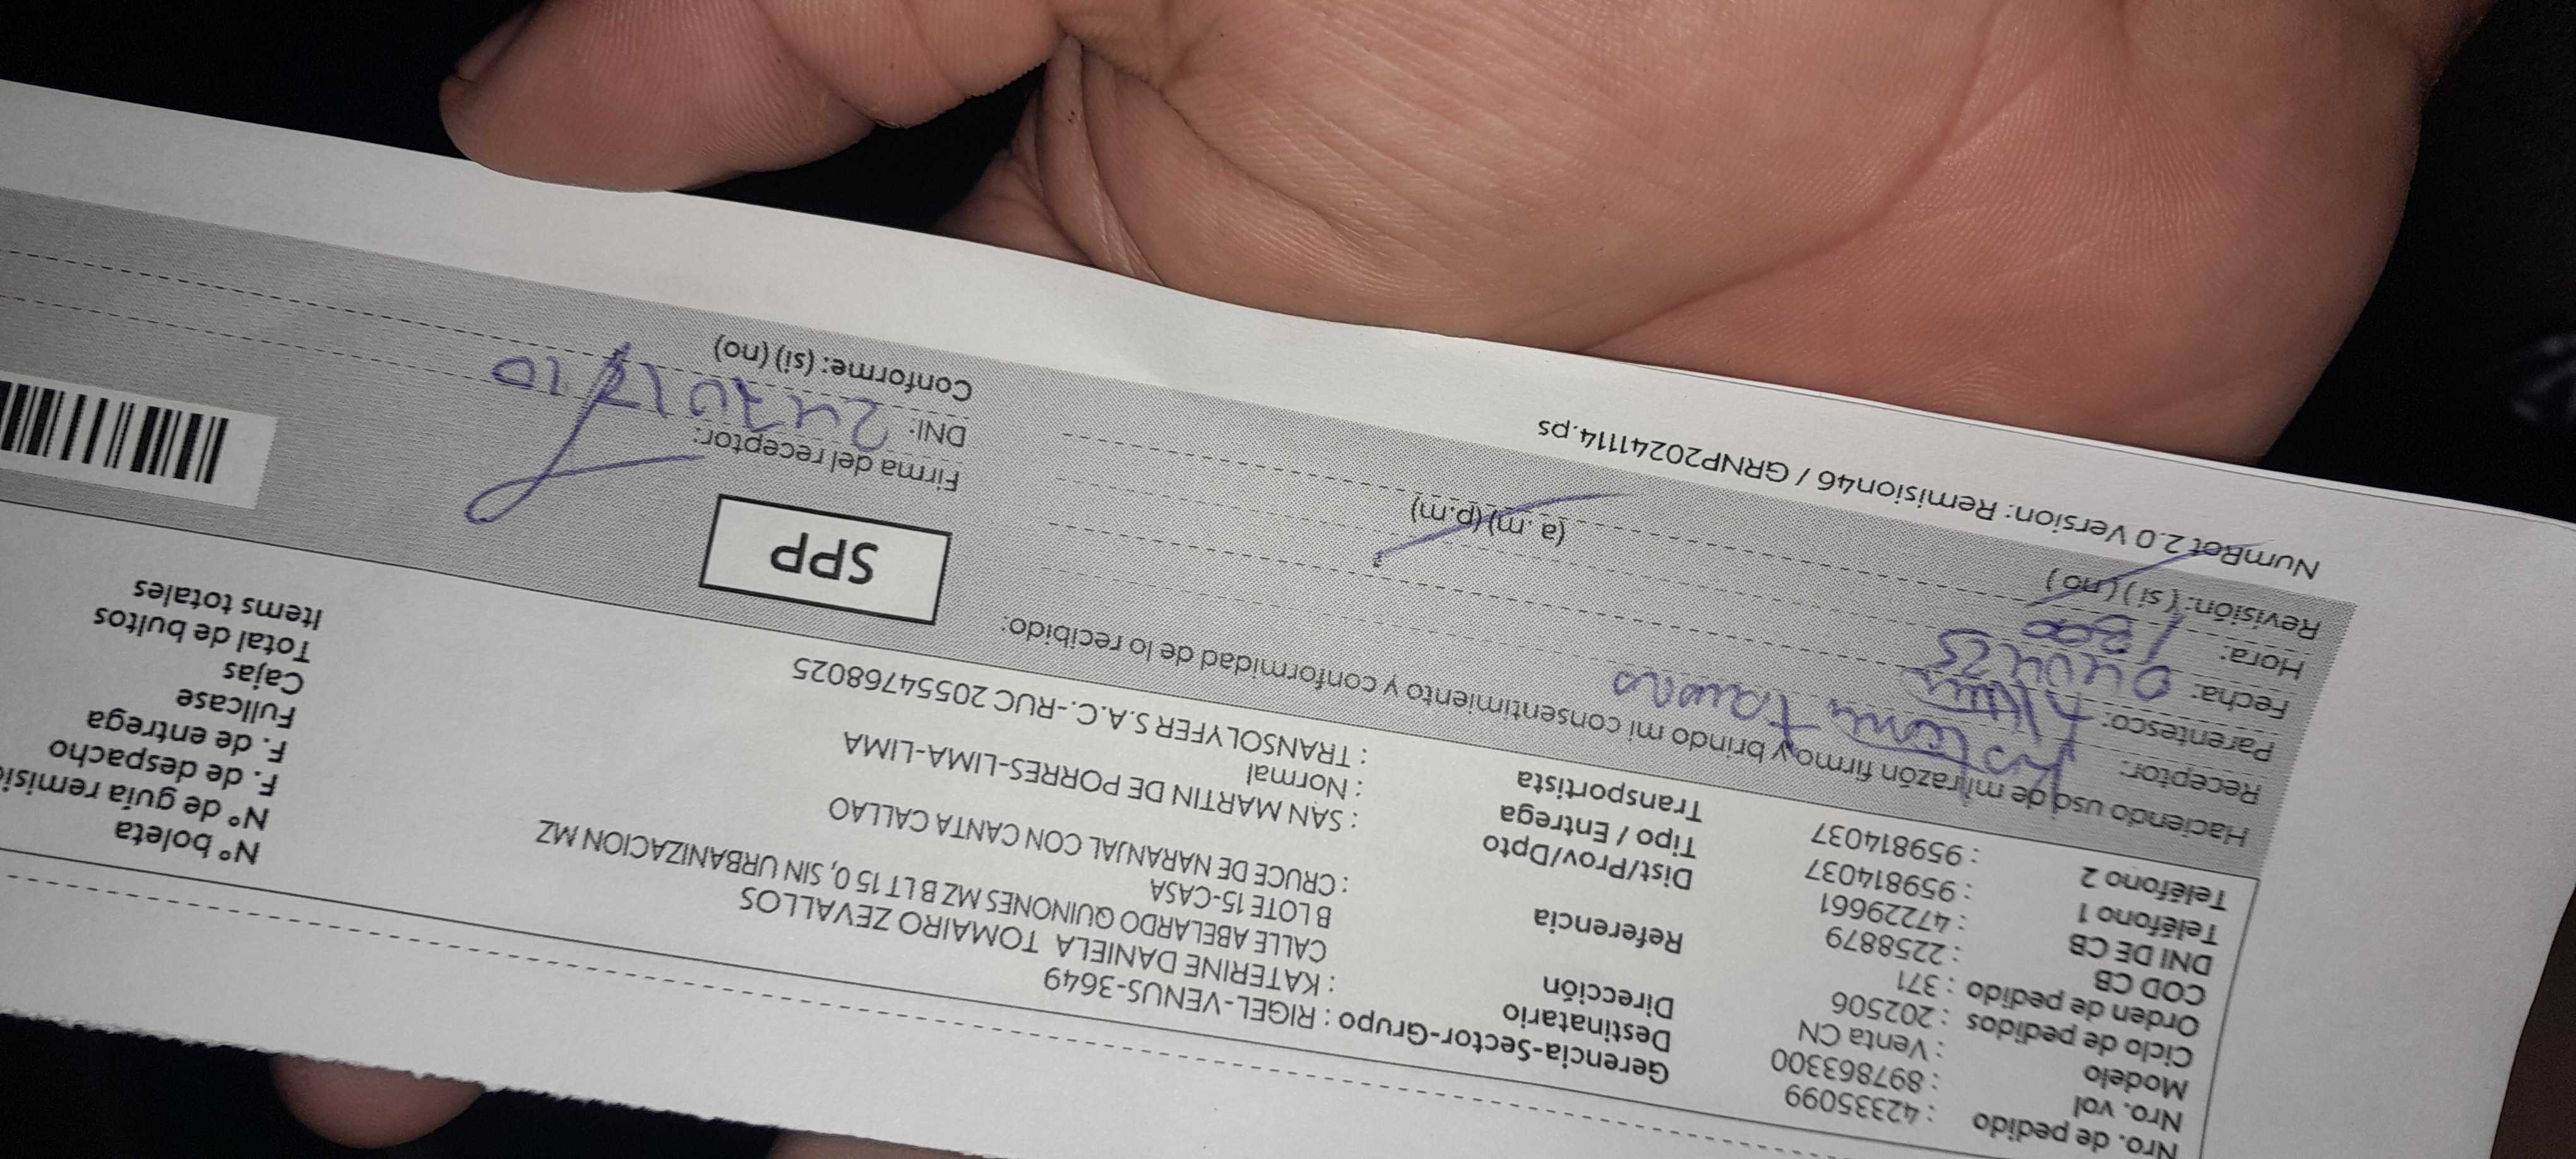 Nro. de pedido : 42335099
Nro. vol : 897863300
Modelo : Venta CN
Ciclo de pedidos : 202506
Orden de pedido : 371
COD CB : 2258879
DNI DE CB : 47229661
Teléfono 1 : 959814037
Teléfono 2 : 959814037
Gerencia-Sector-Grupo : RIGEL-VENUS-3649
Destinatario : KATERINE DANIELA TOMAIRO ZEVALLOS
Dirección CALLE ABELARDO QUINONES MZ B LT 15 0, SIN URBANIZACION MZ
B LOTE 15-CASA
Referencia : CRUCE DE NARANJAL CON CANTA CALLAO
Dist/Prov/Dpto : SAN MARTIN DE PORRES-LIMA-LIMA
Tipo / Entrega : Normal
Transportista : TRANSOLYFER S.A.C.-RUC 20554768025
N° boleta
N° de guía
F. de despacho
F. de entrega
Fullcase
Cajas
Total de bultos
Items totales
Haciendo uso de mi razón firmo y brindo mi consentimiento y conformidad de lo recibido:
Receptor:
Parentesco:
Fecha:
Hora: 1800 (a.m) (p.m)
Revisión: (si) (no)
SPP
Firma del receptor:
DNI:
Conforme: (si) (no)
NumRot 2.0 Version: Remision46 / GRNP20241114.ps